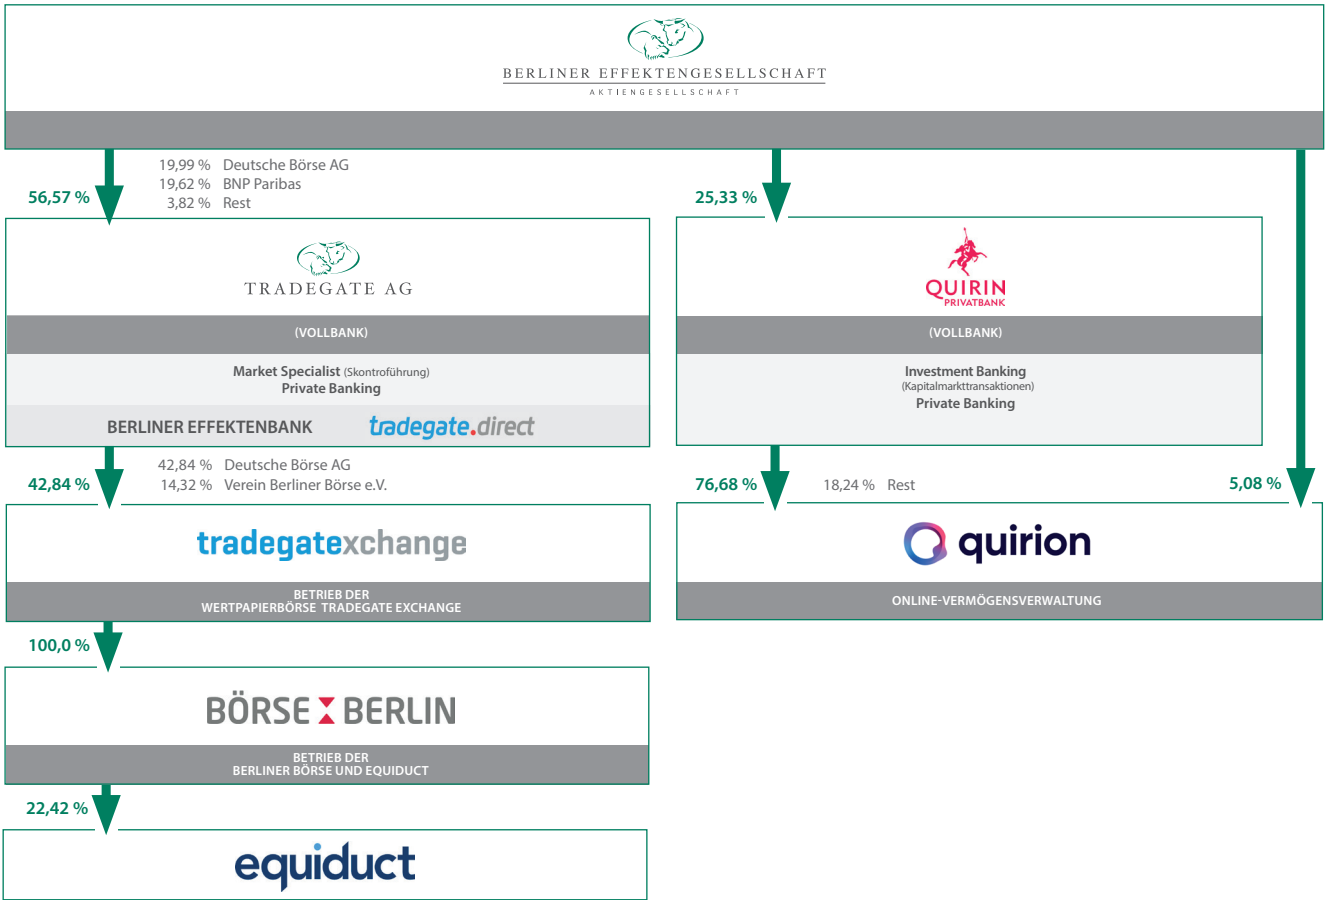 BERLINER EFFEKTENGESELLSCHAFT
AKTIENGESELLSCHAFT
56,57 %
19,99 % Deutsche Börse AG
19,62 % BNP Paribas
3,82 % Rest
25,33 %
TRADEGATE AG
(VOLLBANK)
Market Specialist (Skontroführung)
Private Banking
BERLINER EFFEKTENBANK tradegate.direct
QUIRIN
PRIVATBANK
(VOLLBANK)
Investment Banking
(Kapitalmarkttransaktionen)
Private Banking
42,84 %
42,84 % Deutsche Börse AG
14,32 % Verein Berliner Börse e.V.
76,68 %
18,24 % Rest
5,08 %
tradegatexchange
BETRIEB DER
WERTPAPIERBÖRSE TRADEGATE EXCHANGE
quirion
ONLINE-VERMÖGENSVERWALTUNG
100,0 %
BÖRSE BERLIN
BETRIEB DER
BERLINER BÖRSE UND EQUIDUCT
22,42 %
equiduct